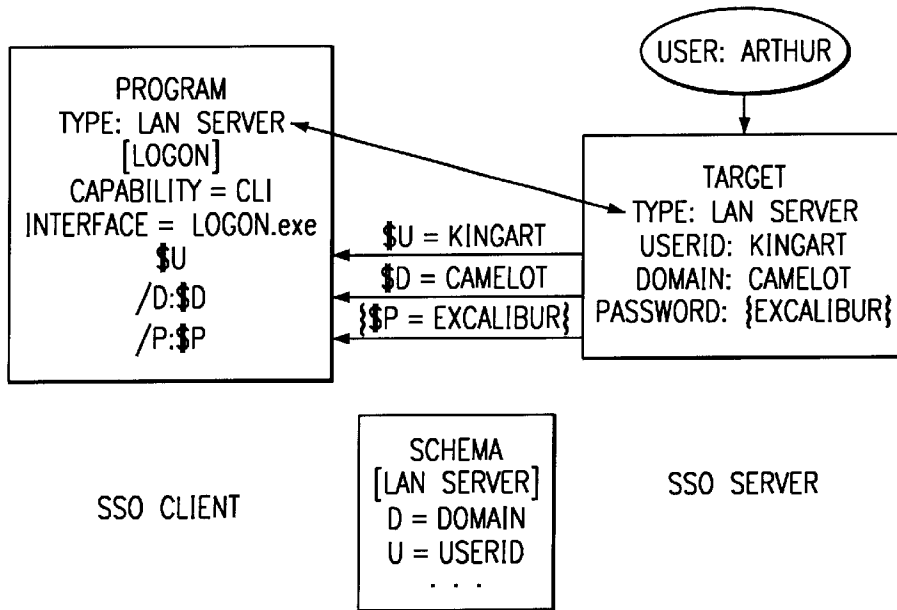 USER: ARTHUR
PROGRAM
TYPE: LAN SERVER
[LOGON]
CAPABILITY = CLI
INTERFACE = LOGON.exe
$U
/D:$D
/P:$P
$U = KINGART
$D = CAMELOT
{$P = EXCALIBUR}
TARGET
TYPE: LAN SERVER
USERID: KINGART
DOMAIN: CAMELOT
PASSWORD: {EXCALIBUR}
SSO CLIENT
SCHEMA
[LAN SERVER]
D = DOMAIN
U = USERID
. . .
SSO SERVER